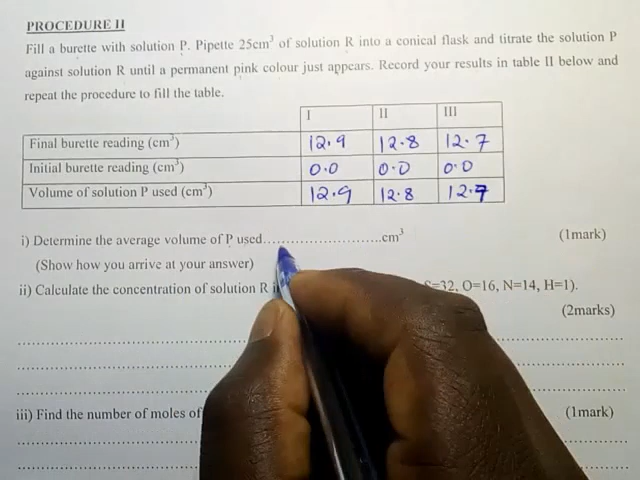 PROCEDURE II
Fill a burette with solution P. Pipette 25cm³ of solution R into a conical flask and titrate the solution P
against solution R until a permanent pink colour just appears. Record your results in table II below and
repeat the procedure to fill the table.
I II III
Final burette reading (cm³) 12.9 12.8 12.7
Initial burette reading (cm³) 0.0 0.0 0.0
Volume of solution P used (cm³) 12.9 12.8 12.7
i) Determine the average volume of P used..............................cm³ (1mark)
(Show how you arrive at your answer)
ii) Calculate the concentration of solution R =32, O=16, N=14, H=1).
(2marks)
iii) Find the number of moles of (1mark)